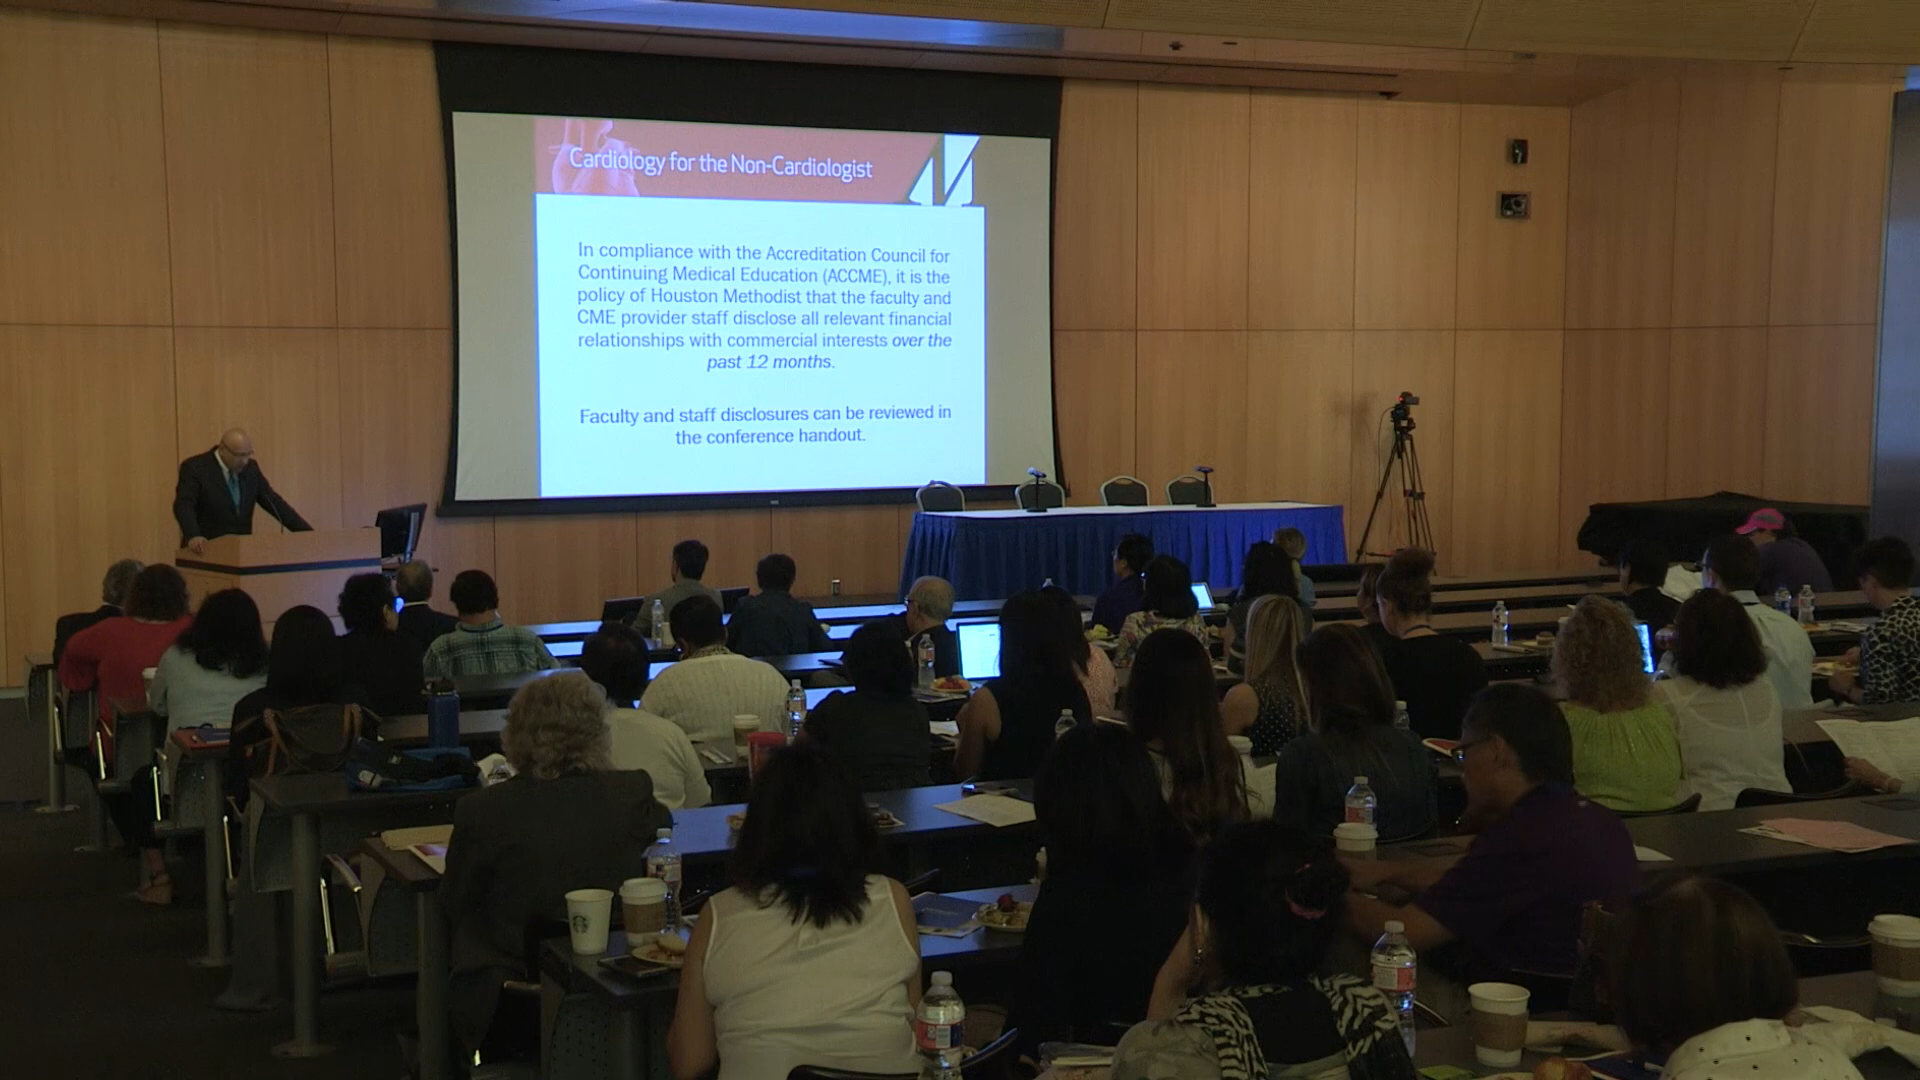 Cardiology for the Non-Cardiologist
In compliance with the Accreditation Council for
Continuing Medical Education (ACCME), it is the
policy of Houston Methodist that the faculty and
CME provider staff disclose all relevant financial
relationships with commercial interests over the
past 12 months.
Faculty and staff disclosures can be reviewed in
the conference handout.